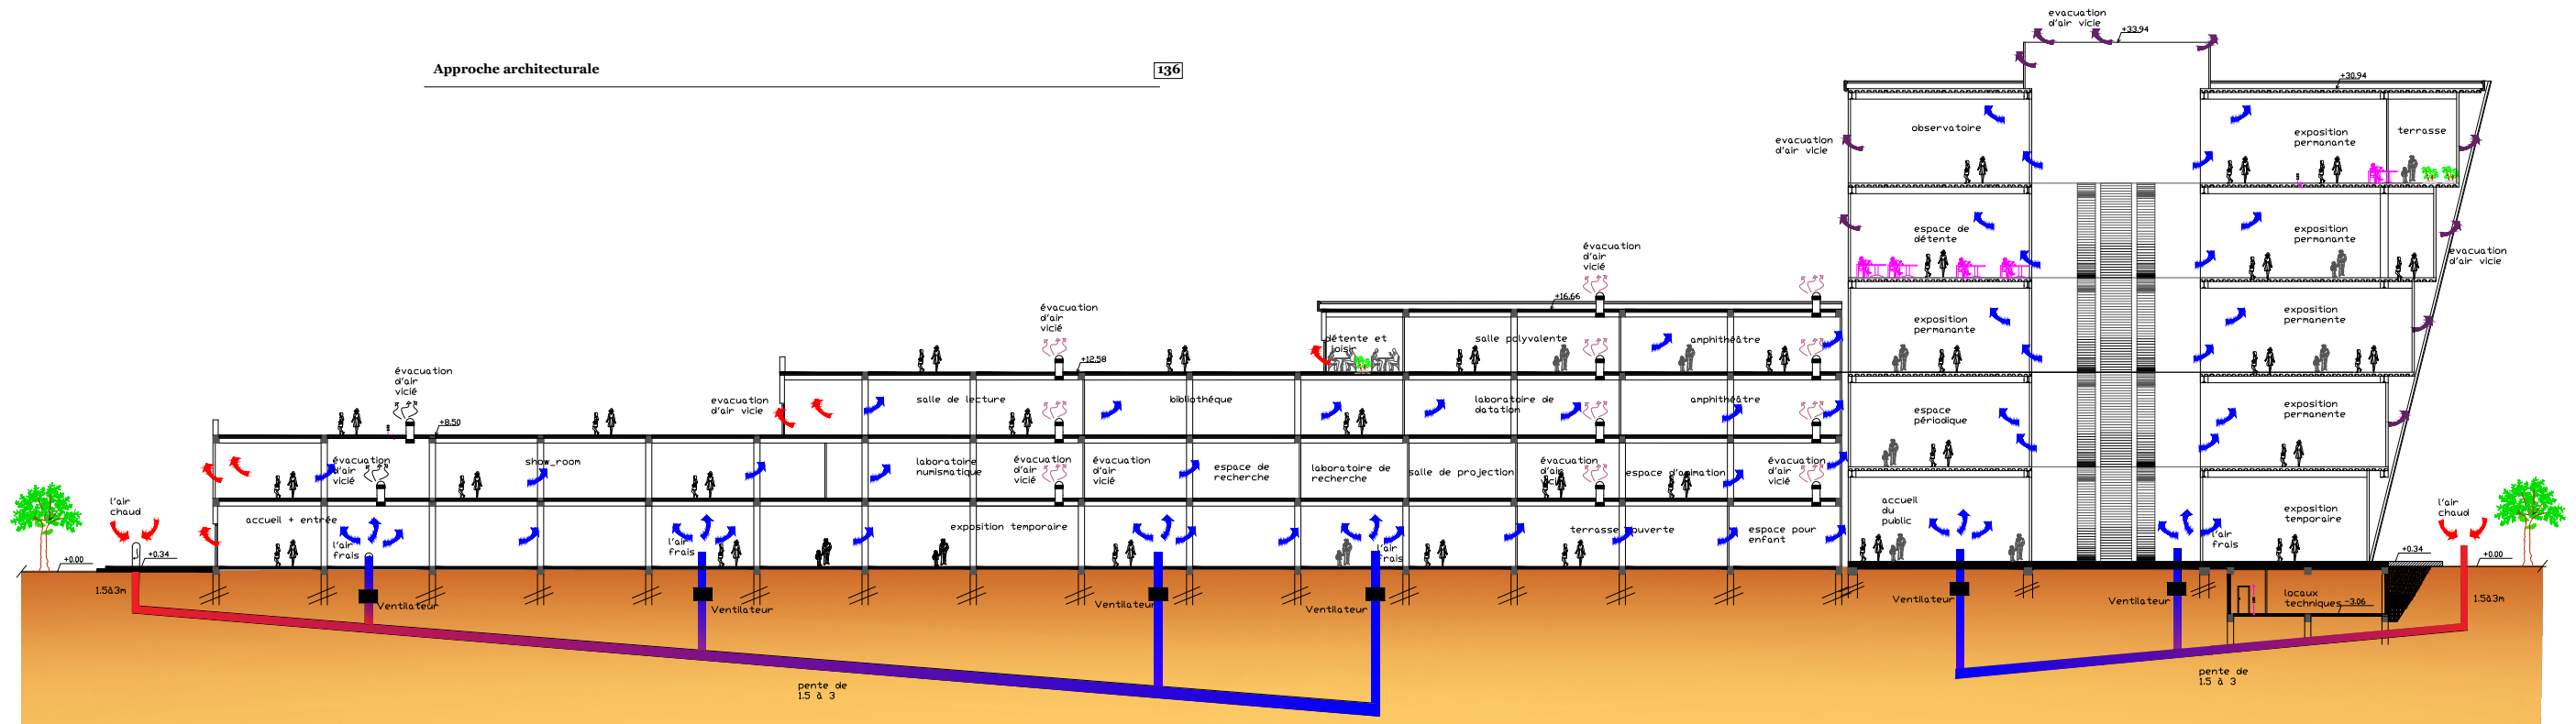 Approche architecturale
136
evacuation
d'air vicie
+33.94
+30.94
evacuation
d'air vicie
observatoire
exposition
permanante
terrasse
espace de
détente
exposition
permanante
evacuation
d'air vicie
évacuation
d'air
vicié
+16.66
évacuation
d'air
vicié
+12.58
détente et
loisir
salle polyvalente
amphithéâtre
exposition
permanante
exposition
permanente
évacuation
d'air
vicié
+8.50
evacuation
d'air vicie
salle de lecture
bibliothéque
laboratoire de
datation
amphithéâtre
espace
périodique
exposition
permanente
évacuation
d'air
vicié
show_room
laboratoire
numismatique
évacuation
d'air
vicié
évacuation
d'air
vicié
espace de
recherche
laboratoire de
recherche
salle de projection
évacuation
d'air
vicié
espace d'animation
évacuation
d'air
vicié
l'air
chaud
accueil + entrée
l'air
frais
l'air
frais
exposition temporaire
l'air
frais
terrasse couverte
espace pour
enfant
accueil
du
public
l'air
frais
exposition
temporaire
l'air
chaud
+0.00
+0.34
+0.34
+0.00
1.5à3m
Ventilateur
Ventilateur
Ventilateur
Ventilateur
Ventilateur
Ventilateur
locaux
techniques
-3.06
1.5à3m
pente de
1.5 à 3
pente de
1.5 à 3